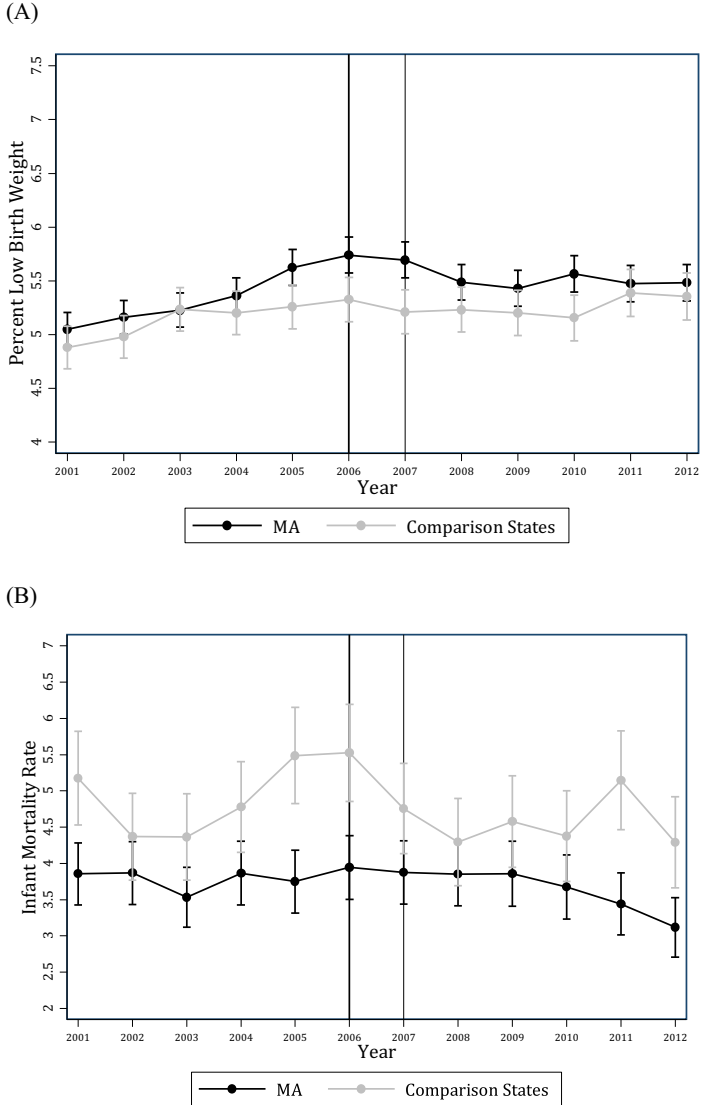 (A)
Percent Low Birth Weight
7.5
7
6.5
6
5.5
5
4.5
4
2001 2002 2003 2004 2005 2006 2007 2008 2009 2010 2011 2012
Year
MA Comparison States
(B)
Infant Mortality Rate
7
6.5
6
5.5
5
4.5
4
3.5
3
2.5
2
2001 2002 2003 2004 2005 2006 2007 2008 2009 2010 2011 2012
Year
MA Comparison States